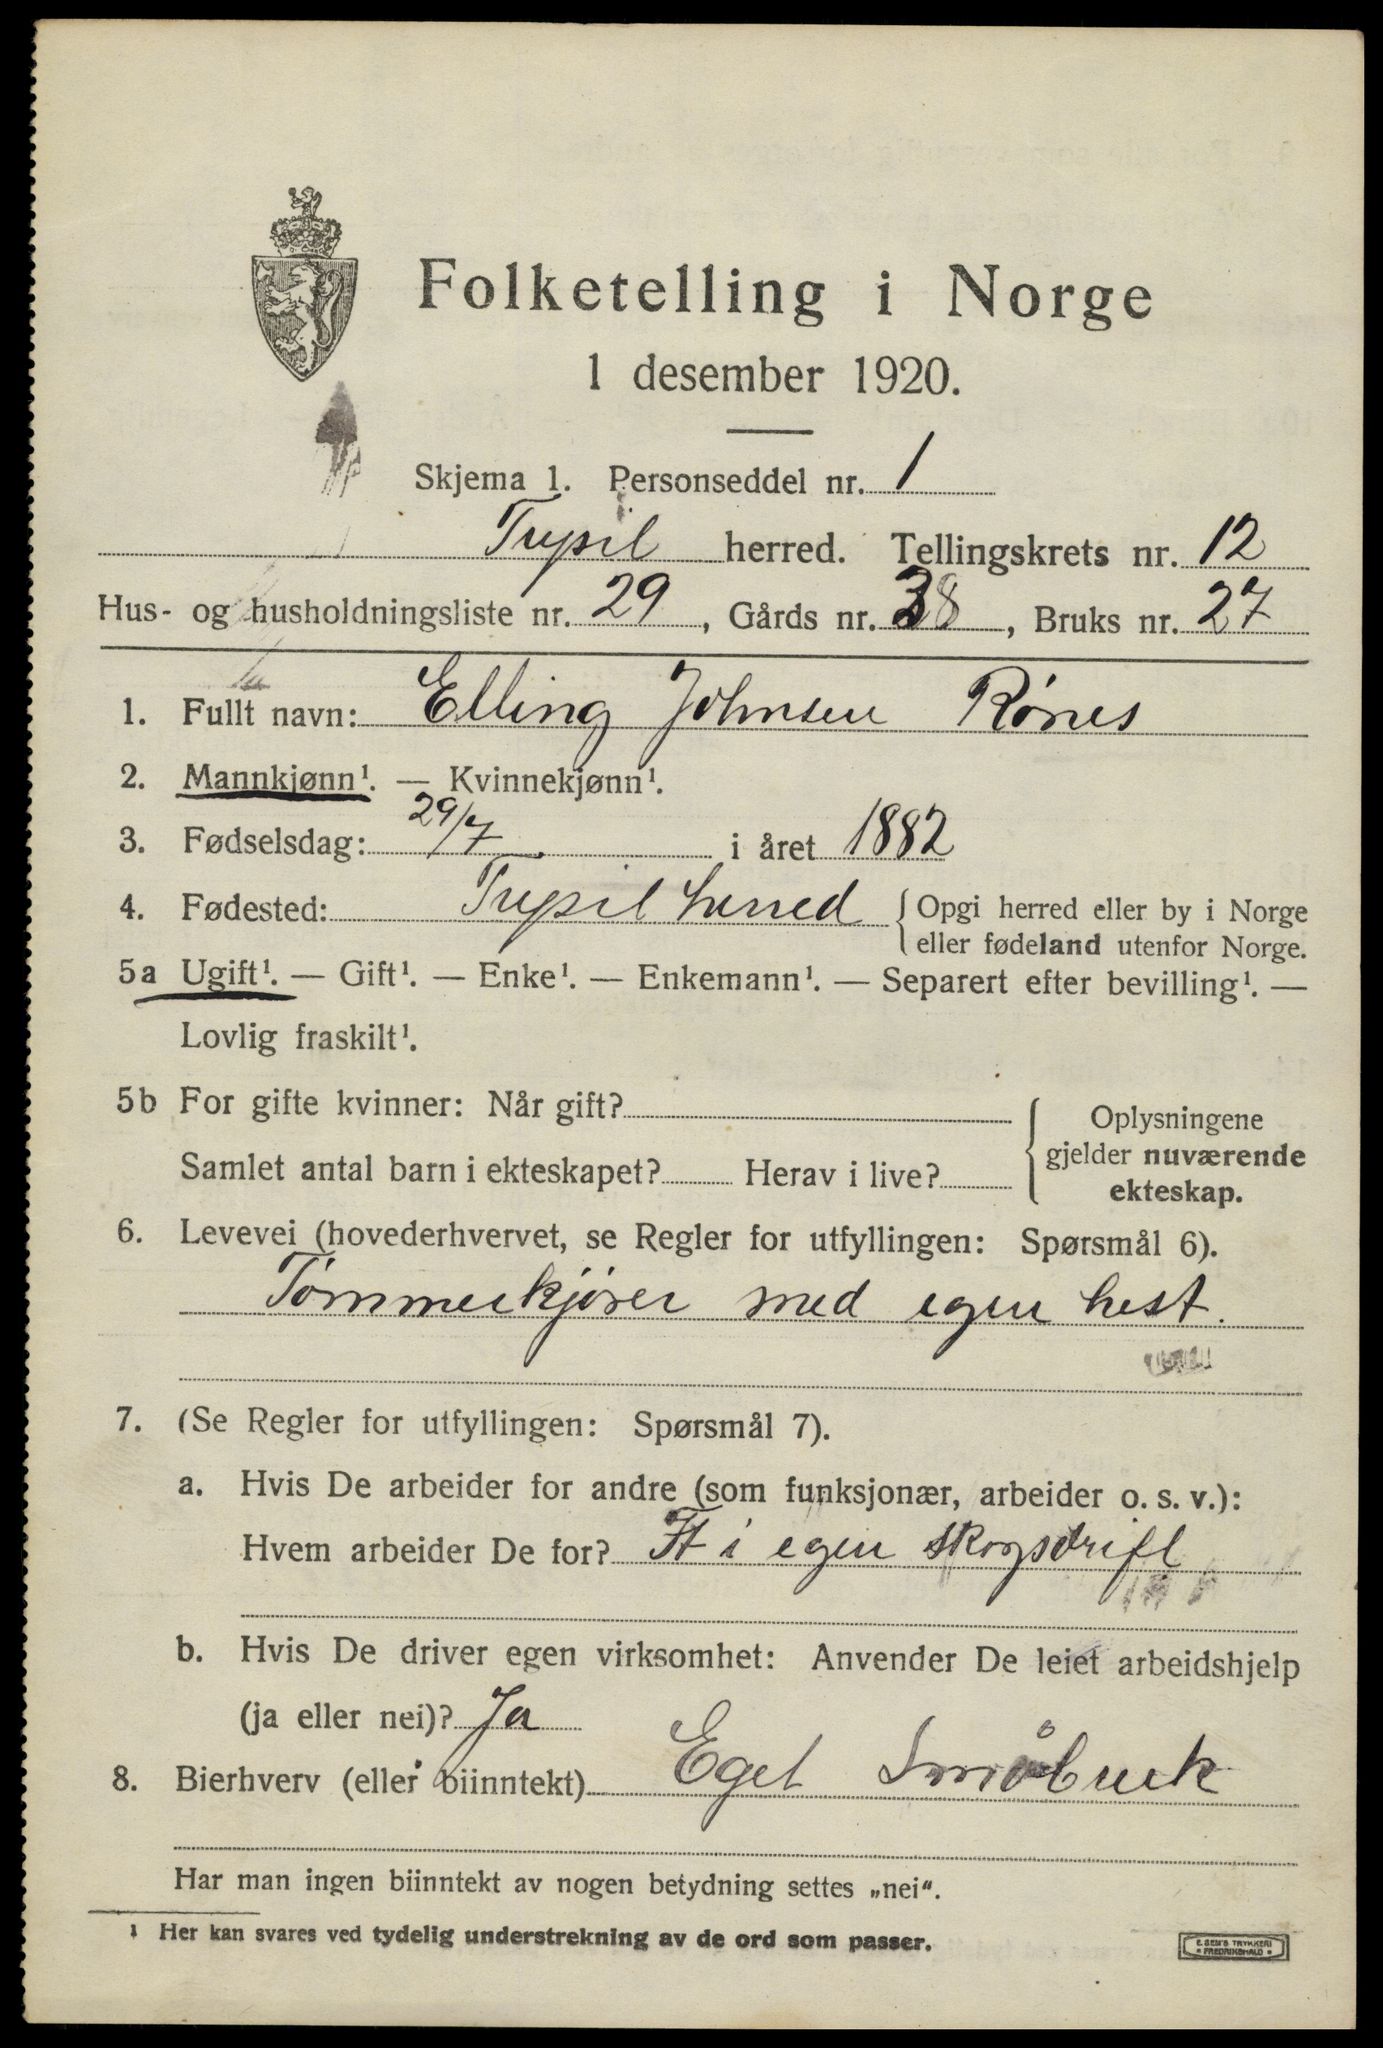 Folketelling i Norge
1 desember 1920.
Skjema 1. Personseddel nr. 1
Trysil herred. Tellingskrets nr. 12
Hus- og husholdningsliste nr. 29, Gårds nr. 38, Bruks nr. 27
1. Fullt navn: Elling Johnsen Rønes
2. Mannkjønn¹. — Kvinnekjønn¹.
3. Fødselsdag: 29/7 i året 1882
4. Fødested: Trysil herred { Opgi herred eller by i Norge
eller fødeland utenfor Norge.
5a Ugift¹. — Gift¹. — Enke¹. — Enkemann¹. — Separert efter bevilling¹. —
Lovlig fraskilt¹.
5b For gifte kvinner: Når gift?
Samlet antal barn i ekteskapet? Herav i live?
Oplysningene
gjelder nuværende
ekteskap.
6. Levevei (hovederhvervet, se Regler for utfyllingen: Spørsmål 6).
Tømmerkjører med egen hest.
7. (Se Regler for utfyllingen: Spørsmål 7).
a. Hvis De arbeider for andre (som funksjonær, arbeider o. s. v.):
Hvem arbeider De for? i egen skogsdrift
b. Hvis De driver egen virksomhet: Anvender De leiet arbeidshjelp
(ja eller nei)? Ja
8. Bierhverv (eller biinntekt) Eget Småbruk
Har man ingen biinntekt av nogen betydning settes „nei“.
¹ Her kan svares ved tydelig understrekning av de ord som passer.
E. SEM'S TRYKKERI
FREDRIKSHALD